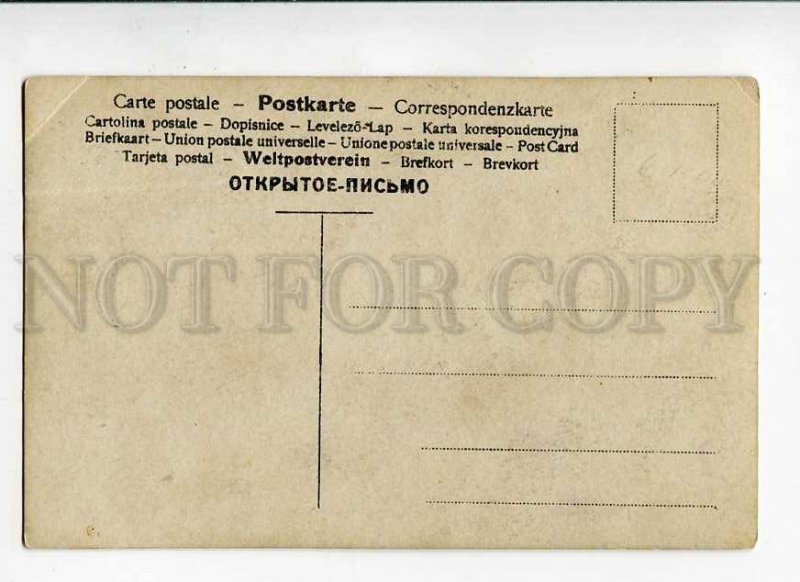 Carte postale – Postkarte – Correspondenzkarte
Cartolina postale – Dopisnice – Levelező-Lap – Karta korespondencyjna
Briefkaart – Union postale universelle – Unione postale universale – Post Card
Tarjeta postal – Weltpostverein – Brefkort – Brevkort
ОТКРЫТОЕ-ПИСЬМО
NOT FOR COPY